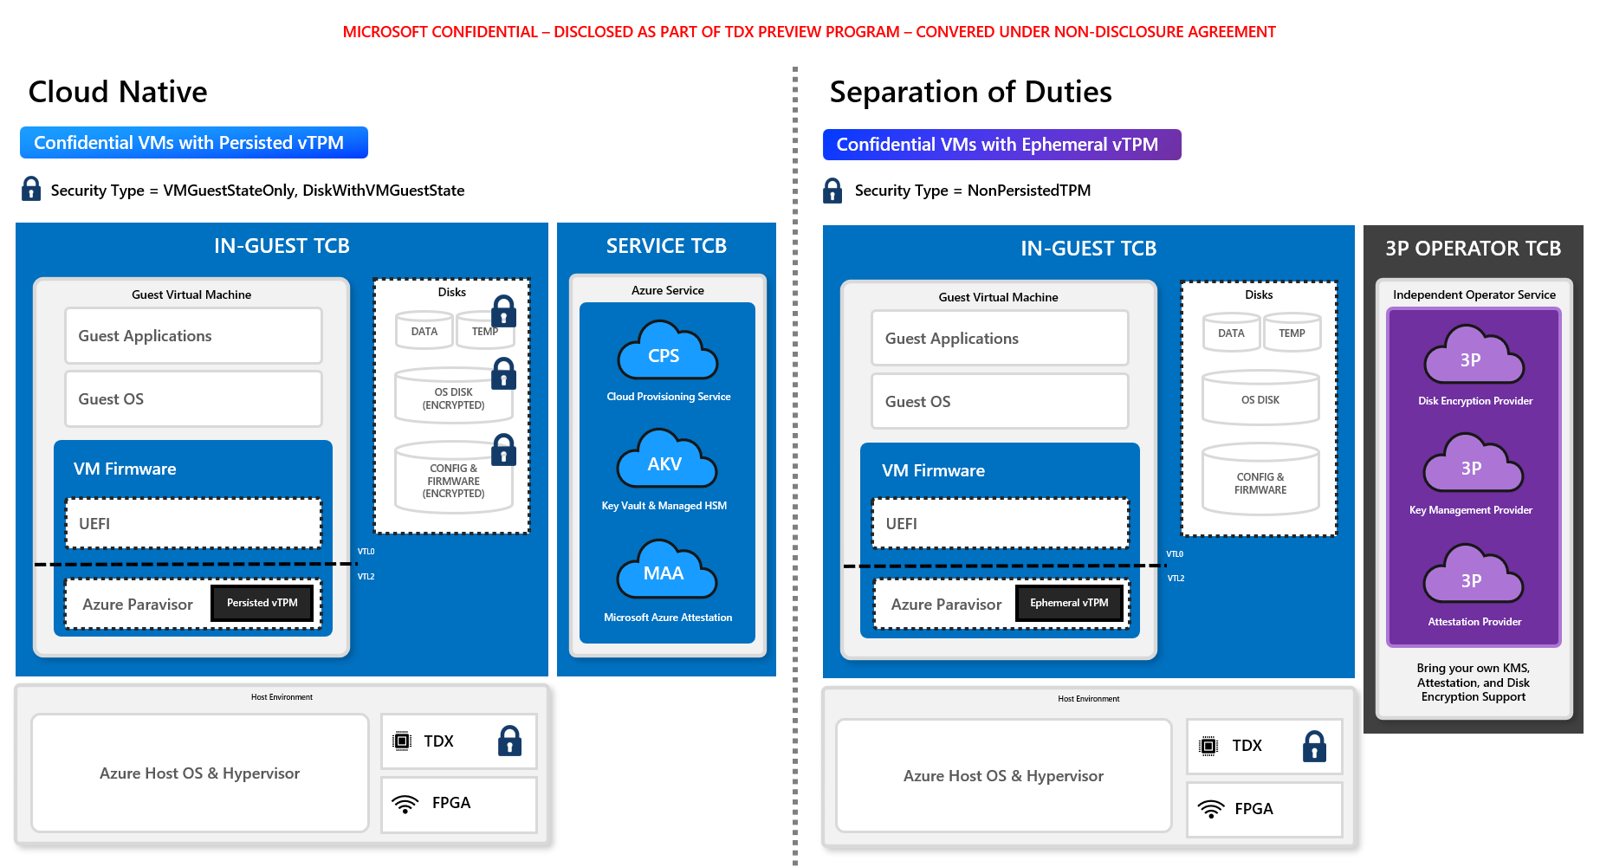 MICROSOFT CONFIDENTIAL – DISCLOSED AS PART OF TDX PREVIEW PROGRAM – CONVERED UNDER NON-DISCLOSURE AGREEMENT
Cloud Native
Confidential VMs with Persisted vTPM
Security Type = VMGuestStateOnly, DiskWithVMGuestState
IN-GUEST TCB
Guest Virtual Machine
Guest Applications
Guest OS
VM Firmware
UEFI
VTL0
VTL2
Azure Paravisor
Persisted vTPM
Disks
DATA
TEMP
OS DISK
(ENCRYPTED)
CONFIG &
FIRMWARE
(ENCRYPTED)
SERVICE TCB
Azure Service
CPS
Cloud Provisioning Service
AKV
Key Vault & Managed HSM
MAA
Microsoft Azure Attestation
Host Environment
Azure Host OS & Hypervisor
TDX
FPGA
Separation of Duties
Confidential VMs with Ephemeral vTPM
Security Type = NonPersistedTPM
IN-GUEST TCB
Guest Virtual Machine
Guest Applications
Guest OS
VM Firmware
UEFI
VTL0
VTL2
Azure Paravisor
Ephemeral vTPM
Disks
DATA
TEMP
OS DISK
CONFIG &
FIRMWARE
3P OPERATOR TCB
Independent Operator Service
3P
Disk Encryption Provider
3P
Key Management Provider
3P
Attestation Provider
Bring your own KMS,
Attestation, and Disk
Encryption Support
Host Environment
Azure Host OS & Hypervisor
TDX
FPGA